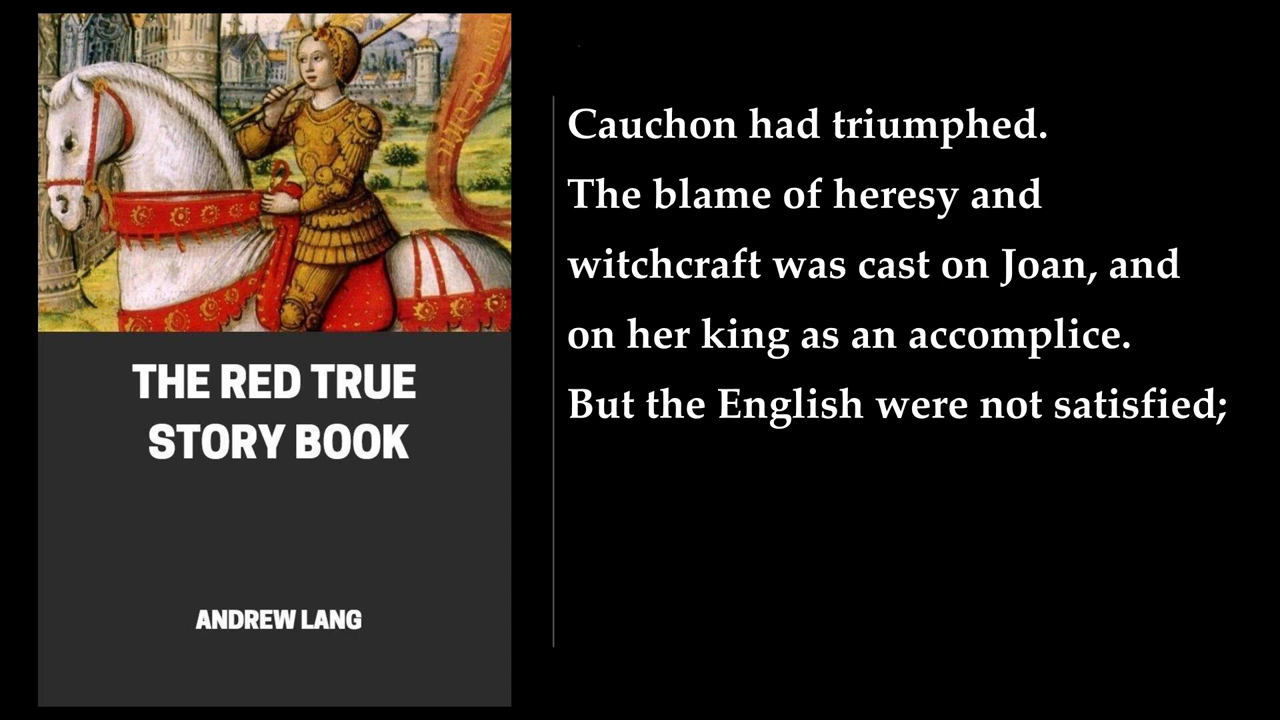 THE RED TRUE
STORY BOOK
ANDREW LANG
Cauchon had triumphed.
The blame of heresy and
witchcraft was cast on Joan, and
on her king as an accomplice.
But the English were not satisfied;